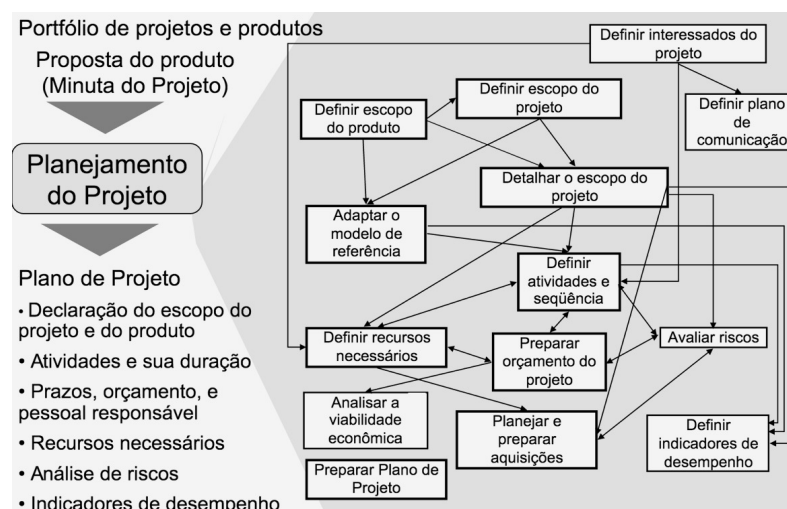 Portfólio de projetos e produtos
Proposta do produto
(Minuta do Projeto)
Planejamento
do Projeto
Plano de Projeto
• Declaração do escopo do
projeto e do produto
• Atividades e sua duração
• Prazos, orçamento, e
pessoal responsável
• Recursos necessários
• Análise de riscos
• Indicadores de desempenho
Definir interessados do
projeto
Definir escopo do
projeto
Definir plano
de
comunicação
Definir escopo
do produto
Detalhar o escopo do
projeto
Adaptar o
modelo de
referência
Definir
atividades e
seqüência
Definir recursos
necessários
Preparar
orçamento do
projeto
Avaliar riscos
Analisar a
viabilidade
econômica
Planejar e
preparar
aquisições
Definir
indicadores de
desempenho
Preparar Plano de
Projeto